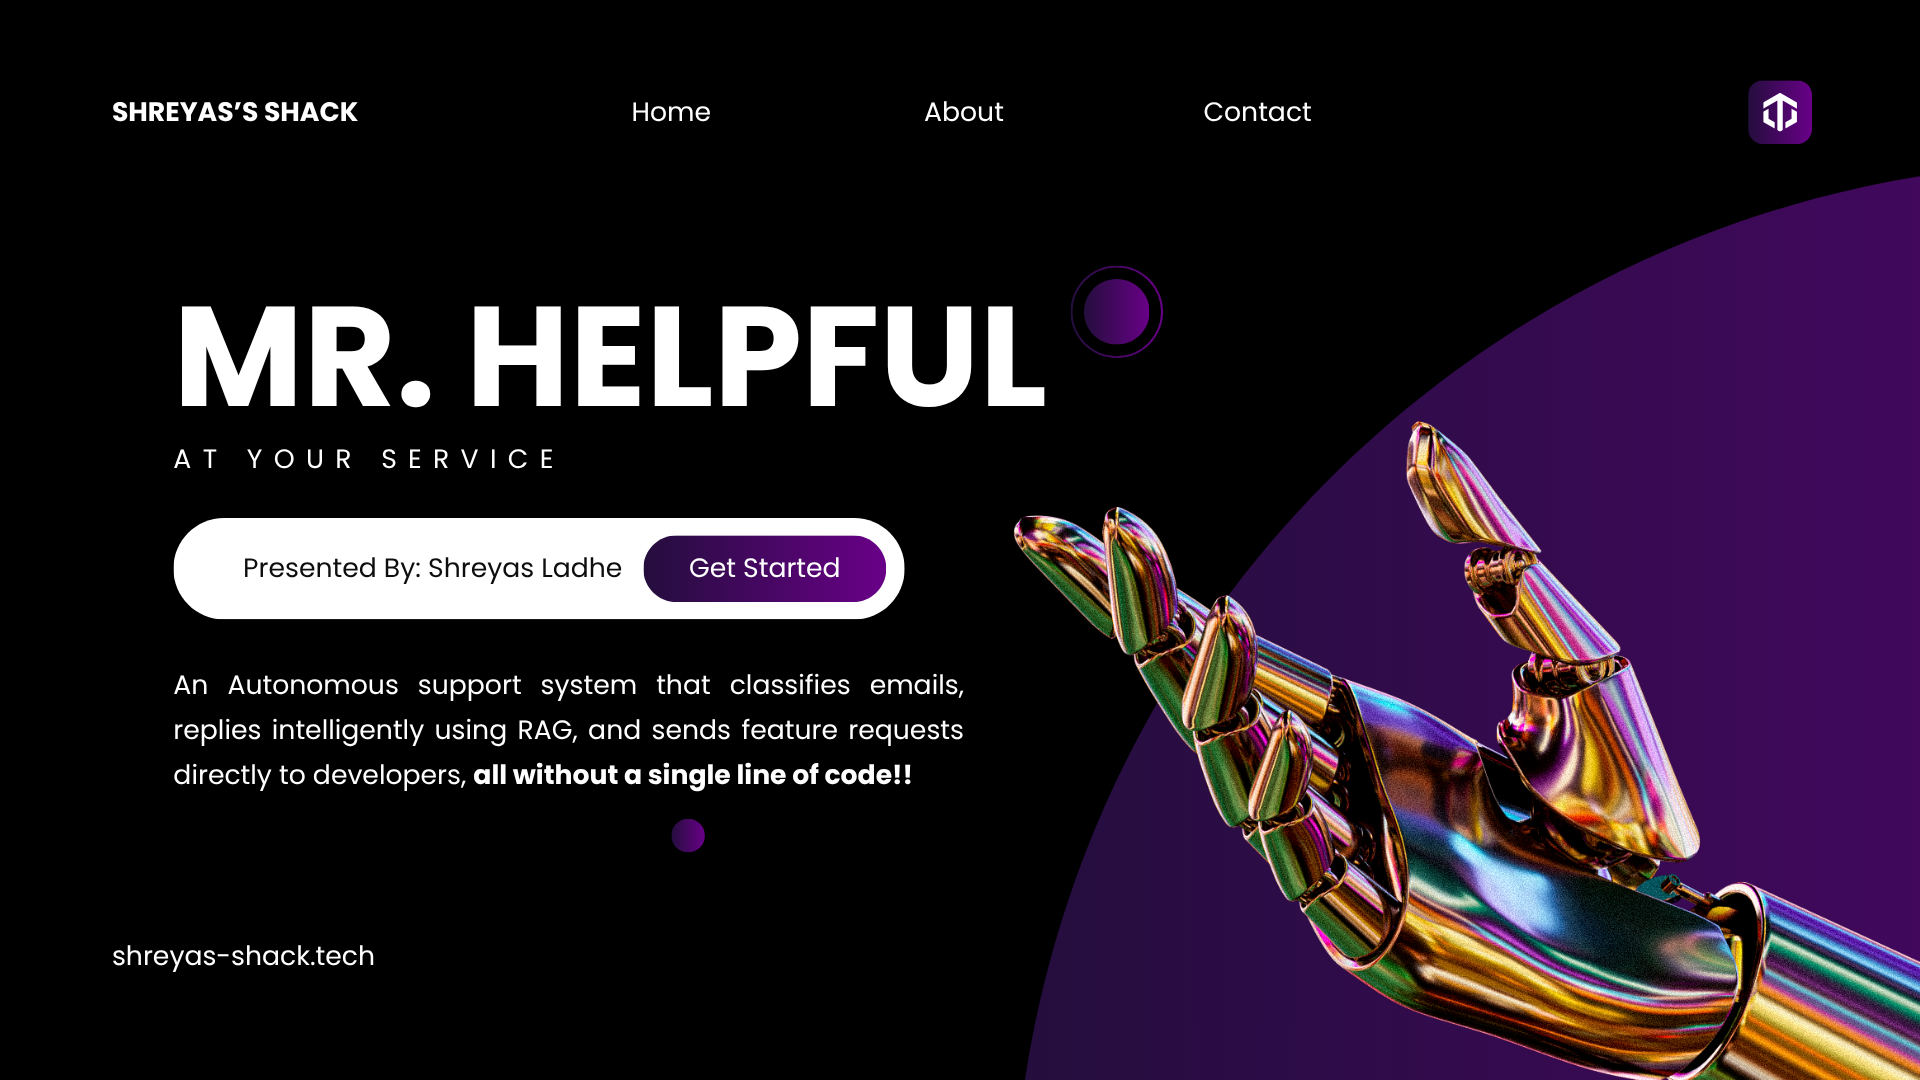 SHREYAS’S SHACK
Home
About
Contact
MR. HELPFUL
AT YOUR SERVICE
Presented By: Shreyas Ladhe
Get Started
An Autonomous support system that classifies emails,
replies intelligently using RAG, and sends feature requests
directly to developers, all without a single line of code!!
shreyas-shack.tech